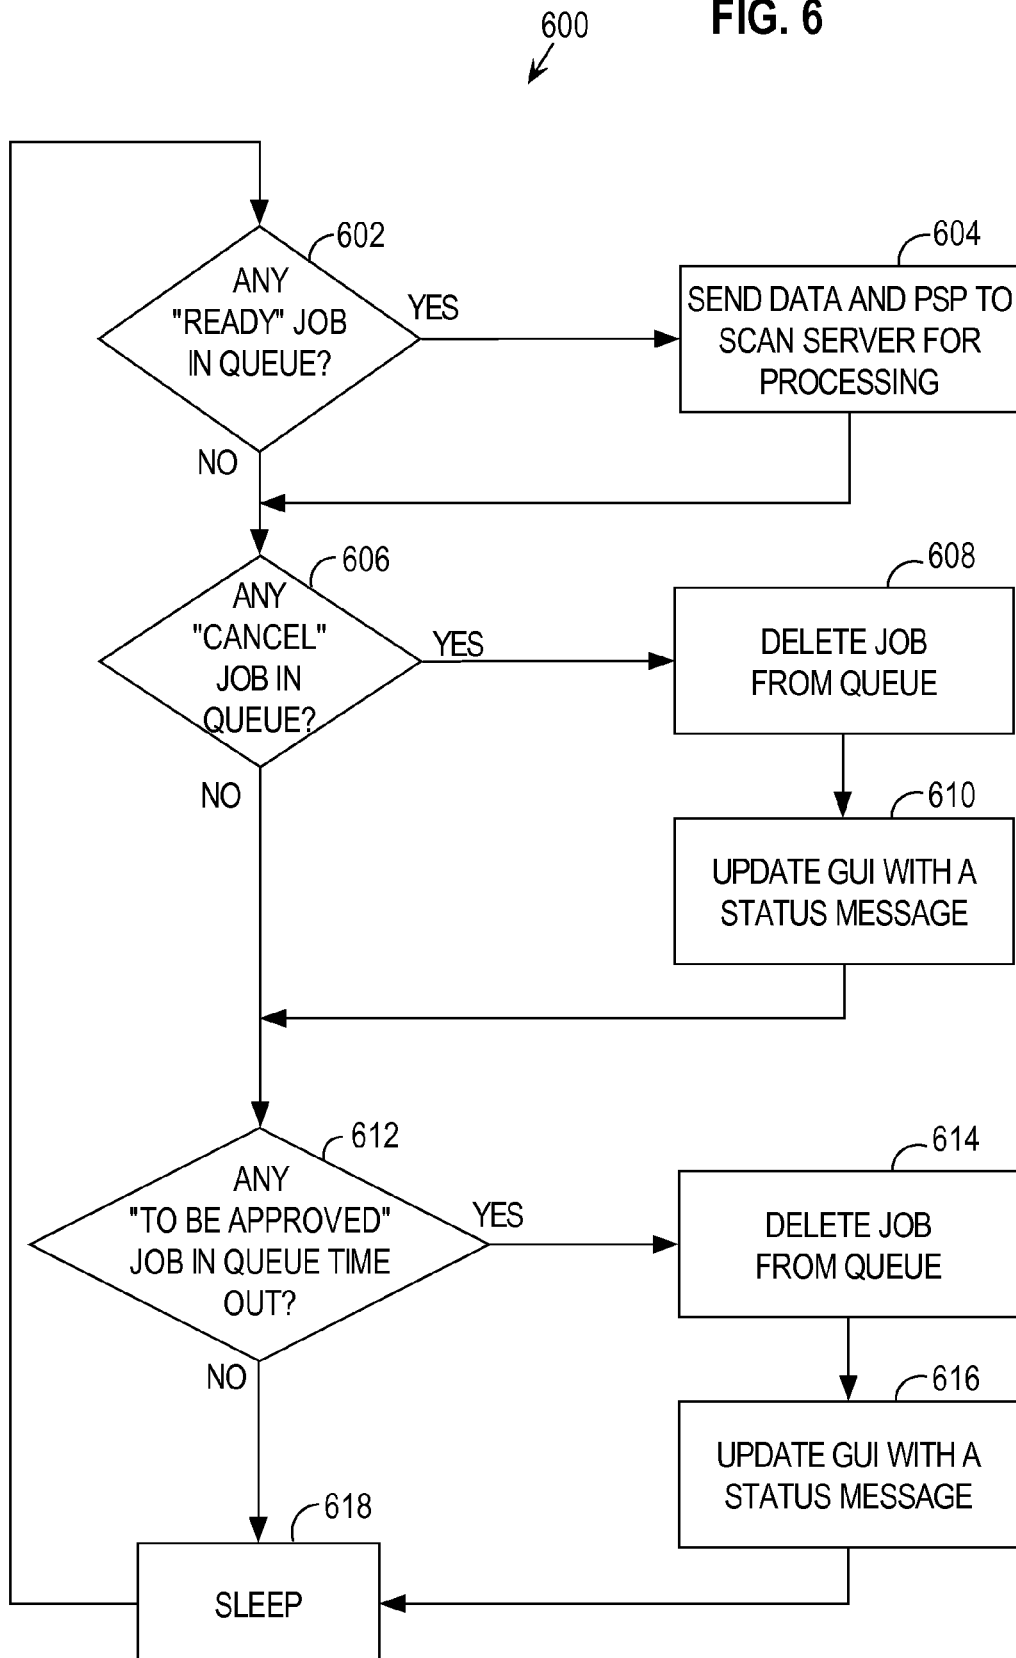 FIG. 6
600
602
ANY
"READY" JOB
IN QUEUE?
YES
NO
604
SEND DATA AND PSP TO
SCAN SERVER FOR
PROCESSING
606
ANY
"CANCEL"
JOB IN
QUEUE?
YES
NO
608
DELETE JOB
FROM QUEUE
610
UPDATE GUI WITH A
STATUS MESSAGE
612
ANY
"TO BE APPROVED"
JOB IN QUEUE TIME
OUT?
YES
NO
614
DELETE JOB
FROM QUEUE
616
UPDATE GUI WITH A
STATUS MESSAGE
618
SLEEP